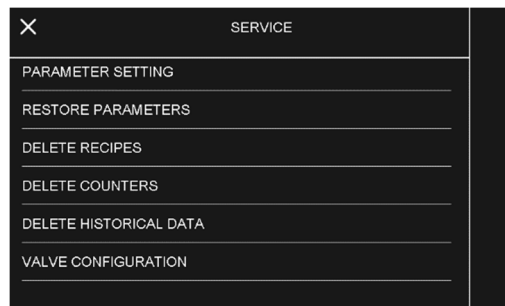 SERVICE
PARAMETER SETTING
RESTORE PARAMETERS
DELETE RECIPES
DELETE COUNTERS
DELETE HISTORICAL DATA
VALVE CONFIGURATION